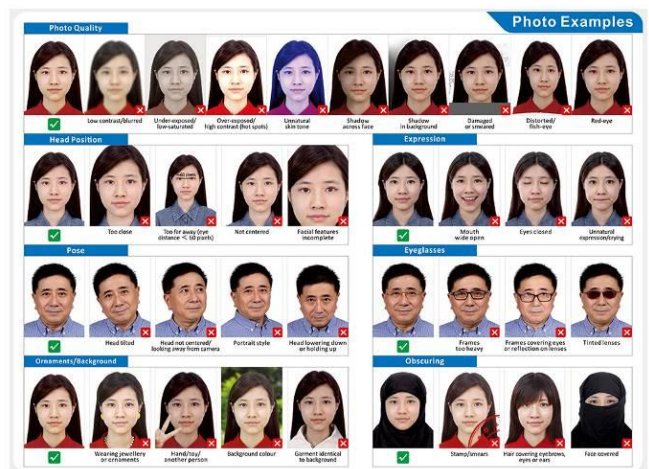 Photo Examples
Photo Quality
Low contrast/blurred
Under-exposed/
low-saturated
Over-exposed/
high contrast (hot spots)
Unnatural
skin tone
Shadow
across face
Shadow
in background
Damaged
or smeared
Distorted/
fish-eye
Red-eye
Head Position
Too close
Too far away (eye
distance < 60 pixels)
Not centered
Facial features
incomplete
Expression
Mouth
wide open
Eyes closed
Unnatural
expression/crying
Pose
Head tilted
Head not centered/
looking away from camera
Portrait style
Head lowering down
or holding up
Eyeglasses
Frames
too heavy
Frames covering eyes
or reflection on lenses
Tinted lenses
Ornaments/Background
Wearing jewellery
or ornaments
Hand/toy/
another person
Background colour
Garment identical
to background
Obscuring
Stamp/smears
Hair covering eyebrows,
eyes or ears
Face covered